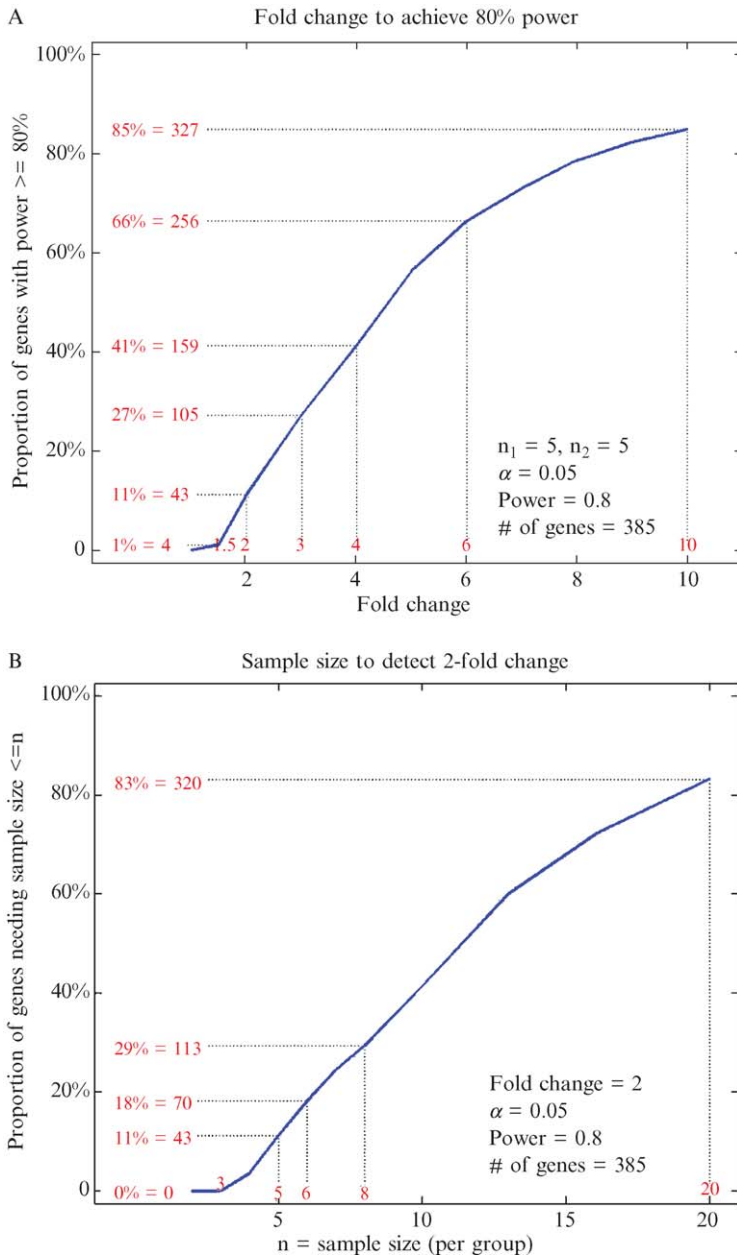 A
Fold change to achieve 80% power
Proportion of genes with power >= 80%
100%
80%
60%
40%
20%
0
85% = 327
66% = 256
41% = 159
27% = 105
11% = 43
1% = 4
1.5 2 3 4 6 10
n₁ = 5, n₂ = 5
α = 0.05
Power = 0.8
# of genes = 385
2 4 6 8 10
Fold change
B
Sample size to detect 2-fold change
Proportion of genes needing sample size <=n
100%
80%
60%
40%
20%
0
83% = 320
29% = 113
18% = 70
11% = 43
0% = 0
3 5 6 8 20
Fold change = 2
α = 0.05
Power = 0.8
# of genes = 385
5 10 15 20
n = sample size (per group)